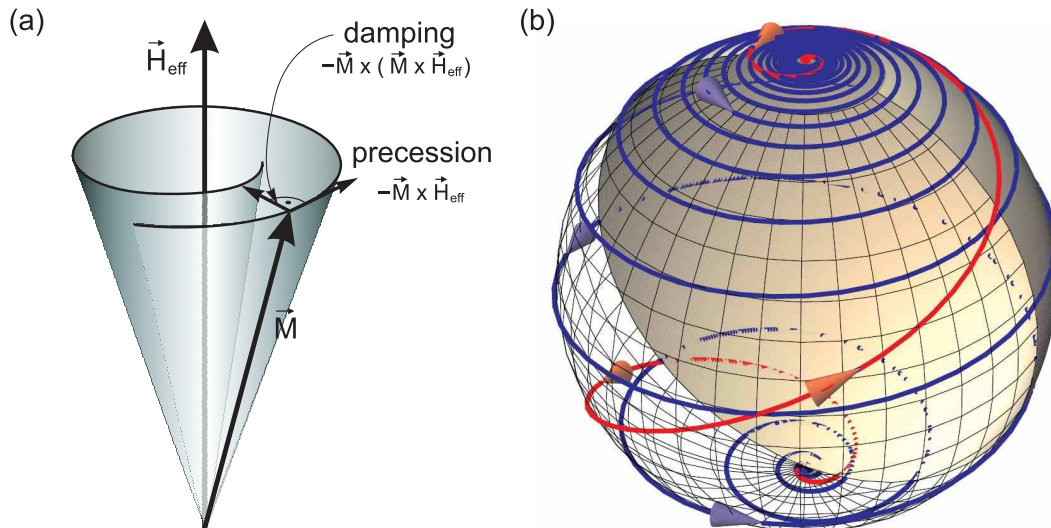 (a)
(b)
H⃗eff
damping
−M⃗ x ( M⃗ x H⃗eff)
precession
−M⃗ x H⃗eff
M⃗